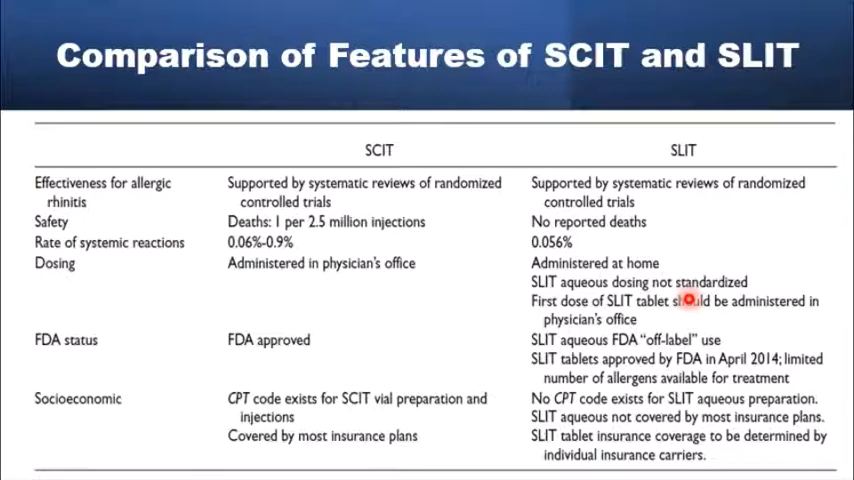 Comparison of Features of SCIT and SLIT
SCIT SLIT
Effectiveness for allergic Supported by systematic reviews of randomized Supported by systematic reviews of randomized
rhinitis controlled trials controlled trials
Safety Deaths: 1 per 2.5 million injections No reported deaths
Rate of systemic reactions 0.06%-0.9% 0.056%
Dosing Administered in physician's office Administered at home
SLIT aqueous dosing not standardized
First dose of SLIT tablet should be administered in
physician's office
FDA status FDA approved SLIT aqueous FDA "off-label" use
SLIT tablets approved by FDA in April 2014; limited
number of allergens available for treatment
Socioeconomic CPT code exists for SCIT vial preparation and No CPT code exists for SLIT aqueous preparation.
injections SLIT aqueous not covered by most insurance plans.
Covered by most insurance plans SLIT tablet insurance coverage to be determined by
individual insurance carriers.